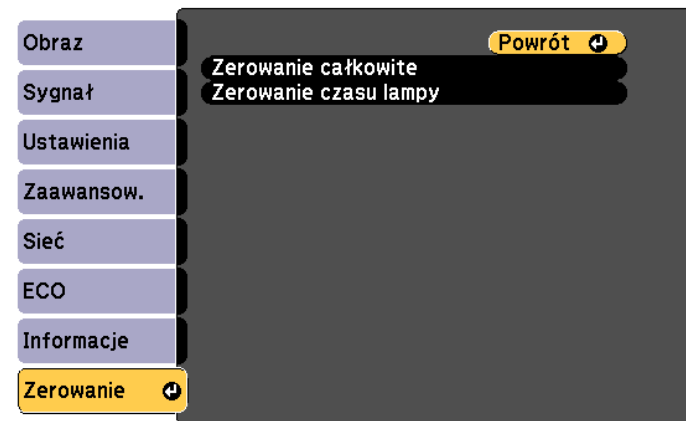 Obraz
Sygnał
Ustawienia
Zaawansow.
Sieć
ECO
Informacje
Zerowanie
Powrót
Zerowanie całkowite
Zerowanie czasu lampy